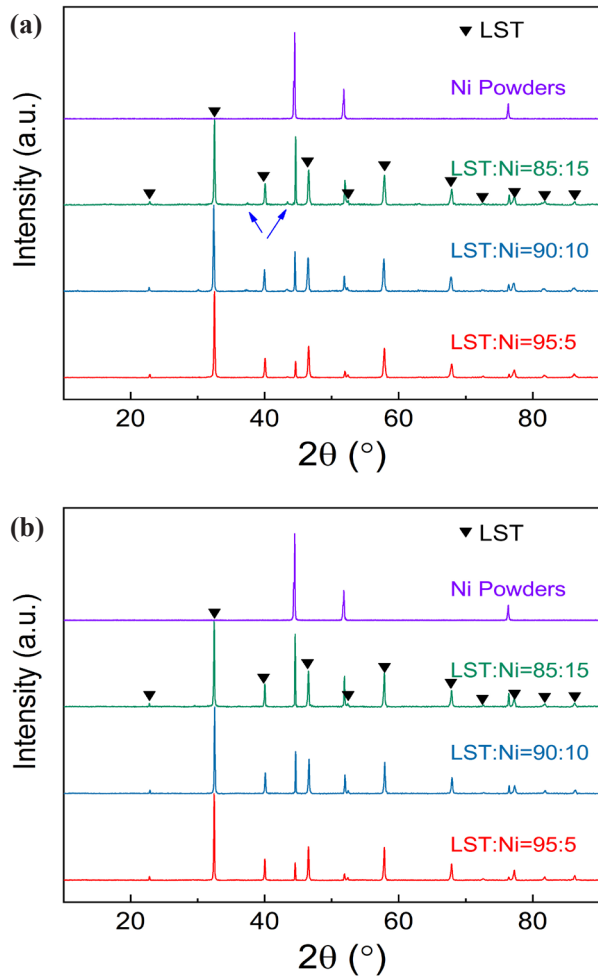 (a)
▼ LST
Ni Powders
LST:Ni=85:15
LST:Ni=90:10
LST:Ni=95:5
Intensity (a.u.)
20 40 60 80
2θ (°)
(b)
▼ LST
Ni Powders
LST:Ni=85:15
LST:Ni=90:10
LST:Ni=95:5
Intensity (a.u.)
20 40 60 80
2θ (°)